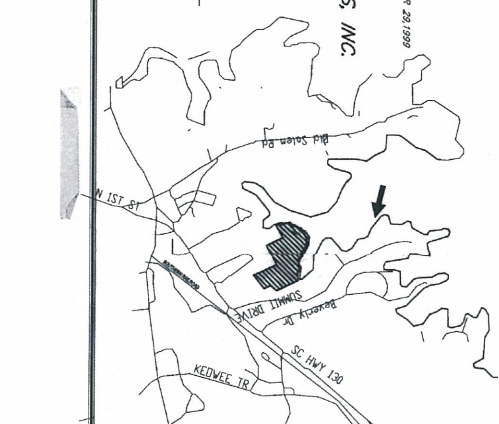 R 29,1999
S, INC.
Old Salem Rd
N 1ST ST
SUMMIT DRIVE
Beverly Dr
SC HWY 130
KEOWEE TR